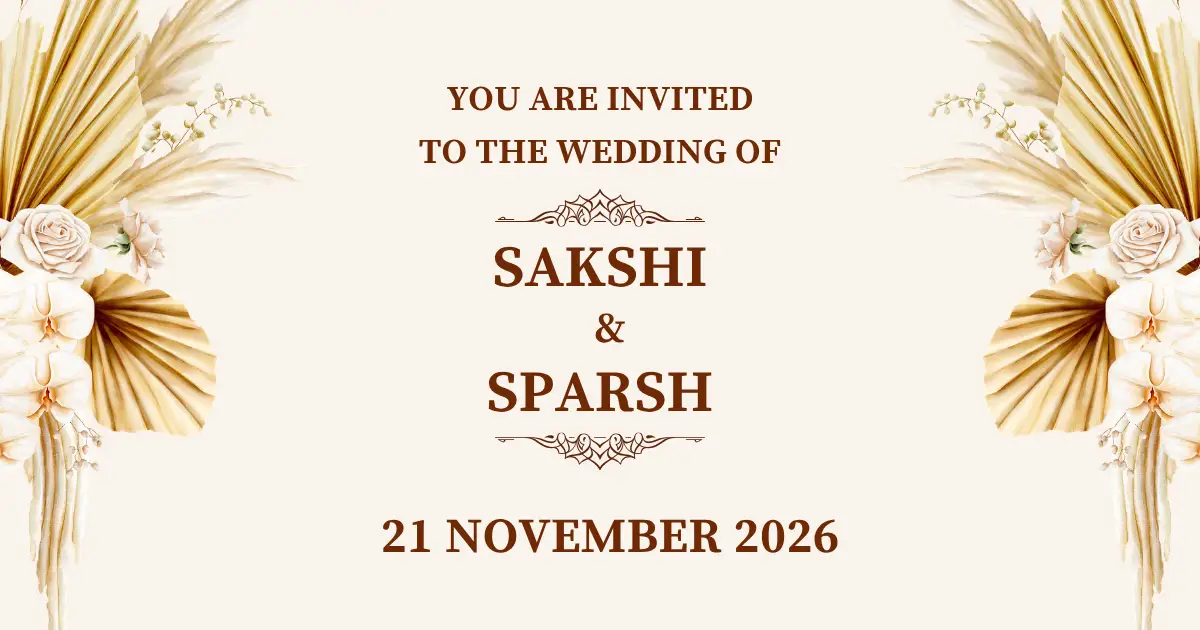 YOU ARE INVITED
TO THE WEDDING OF
SAKSHI
&
SPARSH
21 NOVEMBER 2026